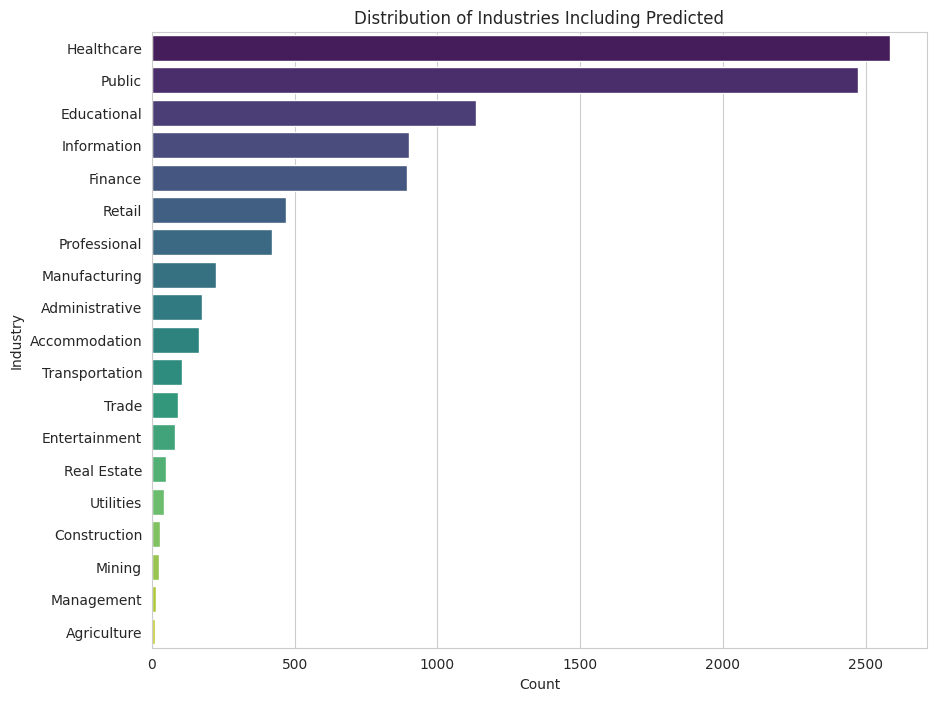 Distribution of Industries Including Predicted
Industry
Healthcare
Public
Educational
Information
Finance
Retail
Professional
Manufacturing
Administrative
Accommodation
Transportation
Trade
Entertainment
Real Estate
Utilities
Construction
Mining
Management
Agriculture
0 500 1000 1500 2000 2500
Count